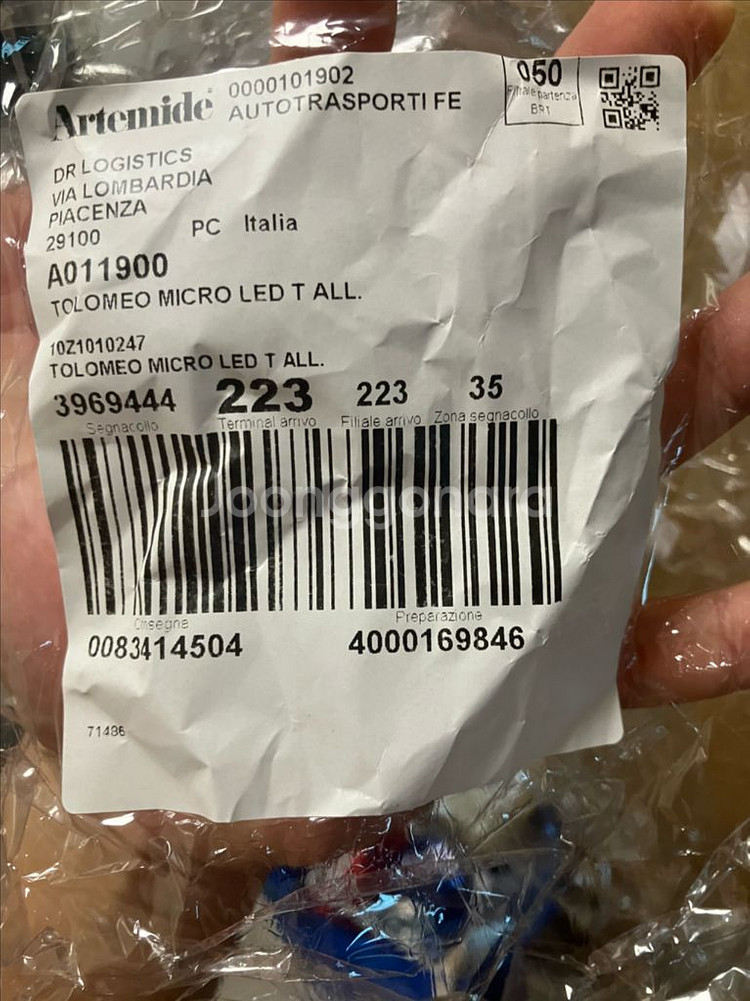 Artemide
0000101902
AUTOTRASPORTI FE
050
Filiale partenza
DR LOGISTICS
VIA LOMBARDIA
PIACENZA
29100 PC Italia
A011900
TOLOMEO MICRO LED T ALL.
10Z1010247
TOLOMEO MICRO LED T ALL.
3969444 223 223 35
Segnacollo Terminal arrivo Filiale arrivo Zona segnacollo
Joonggonara
Consegna Preparazione
0083414504 4000169846
71486